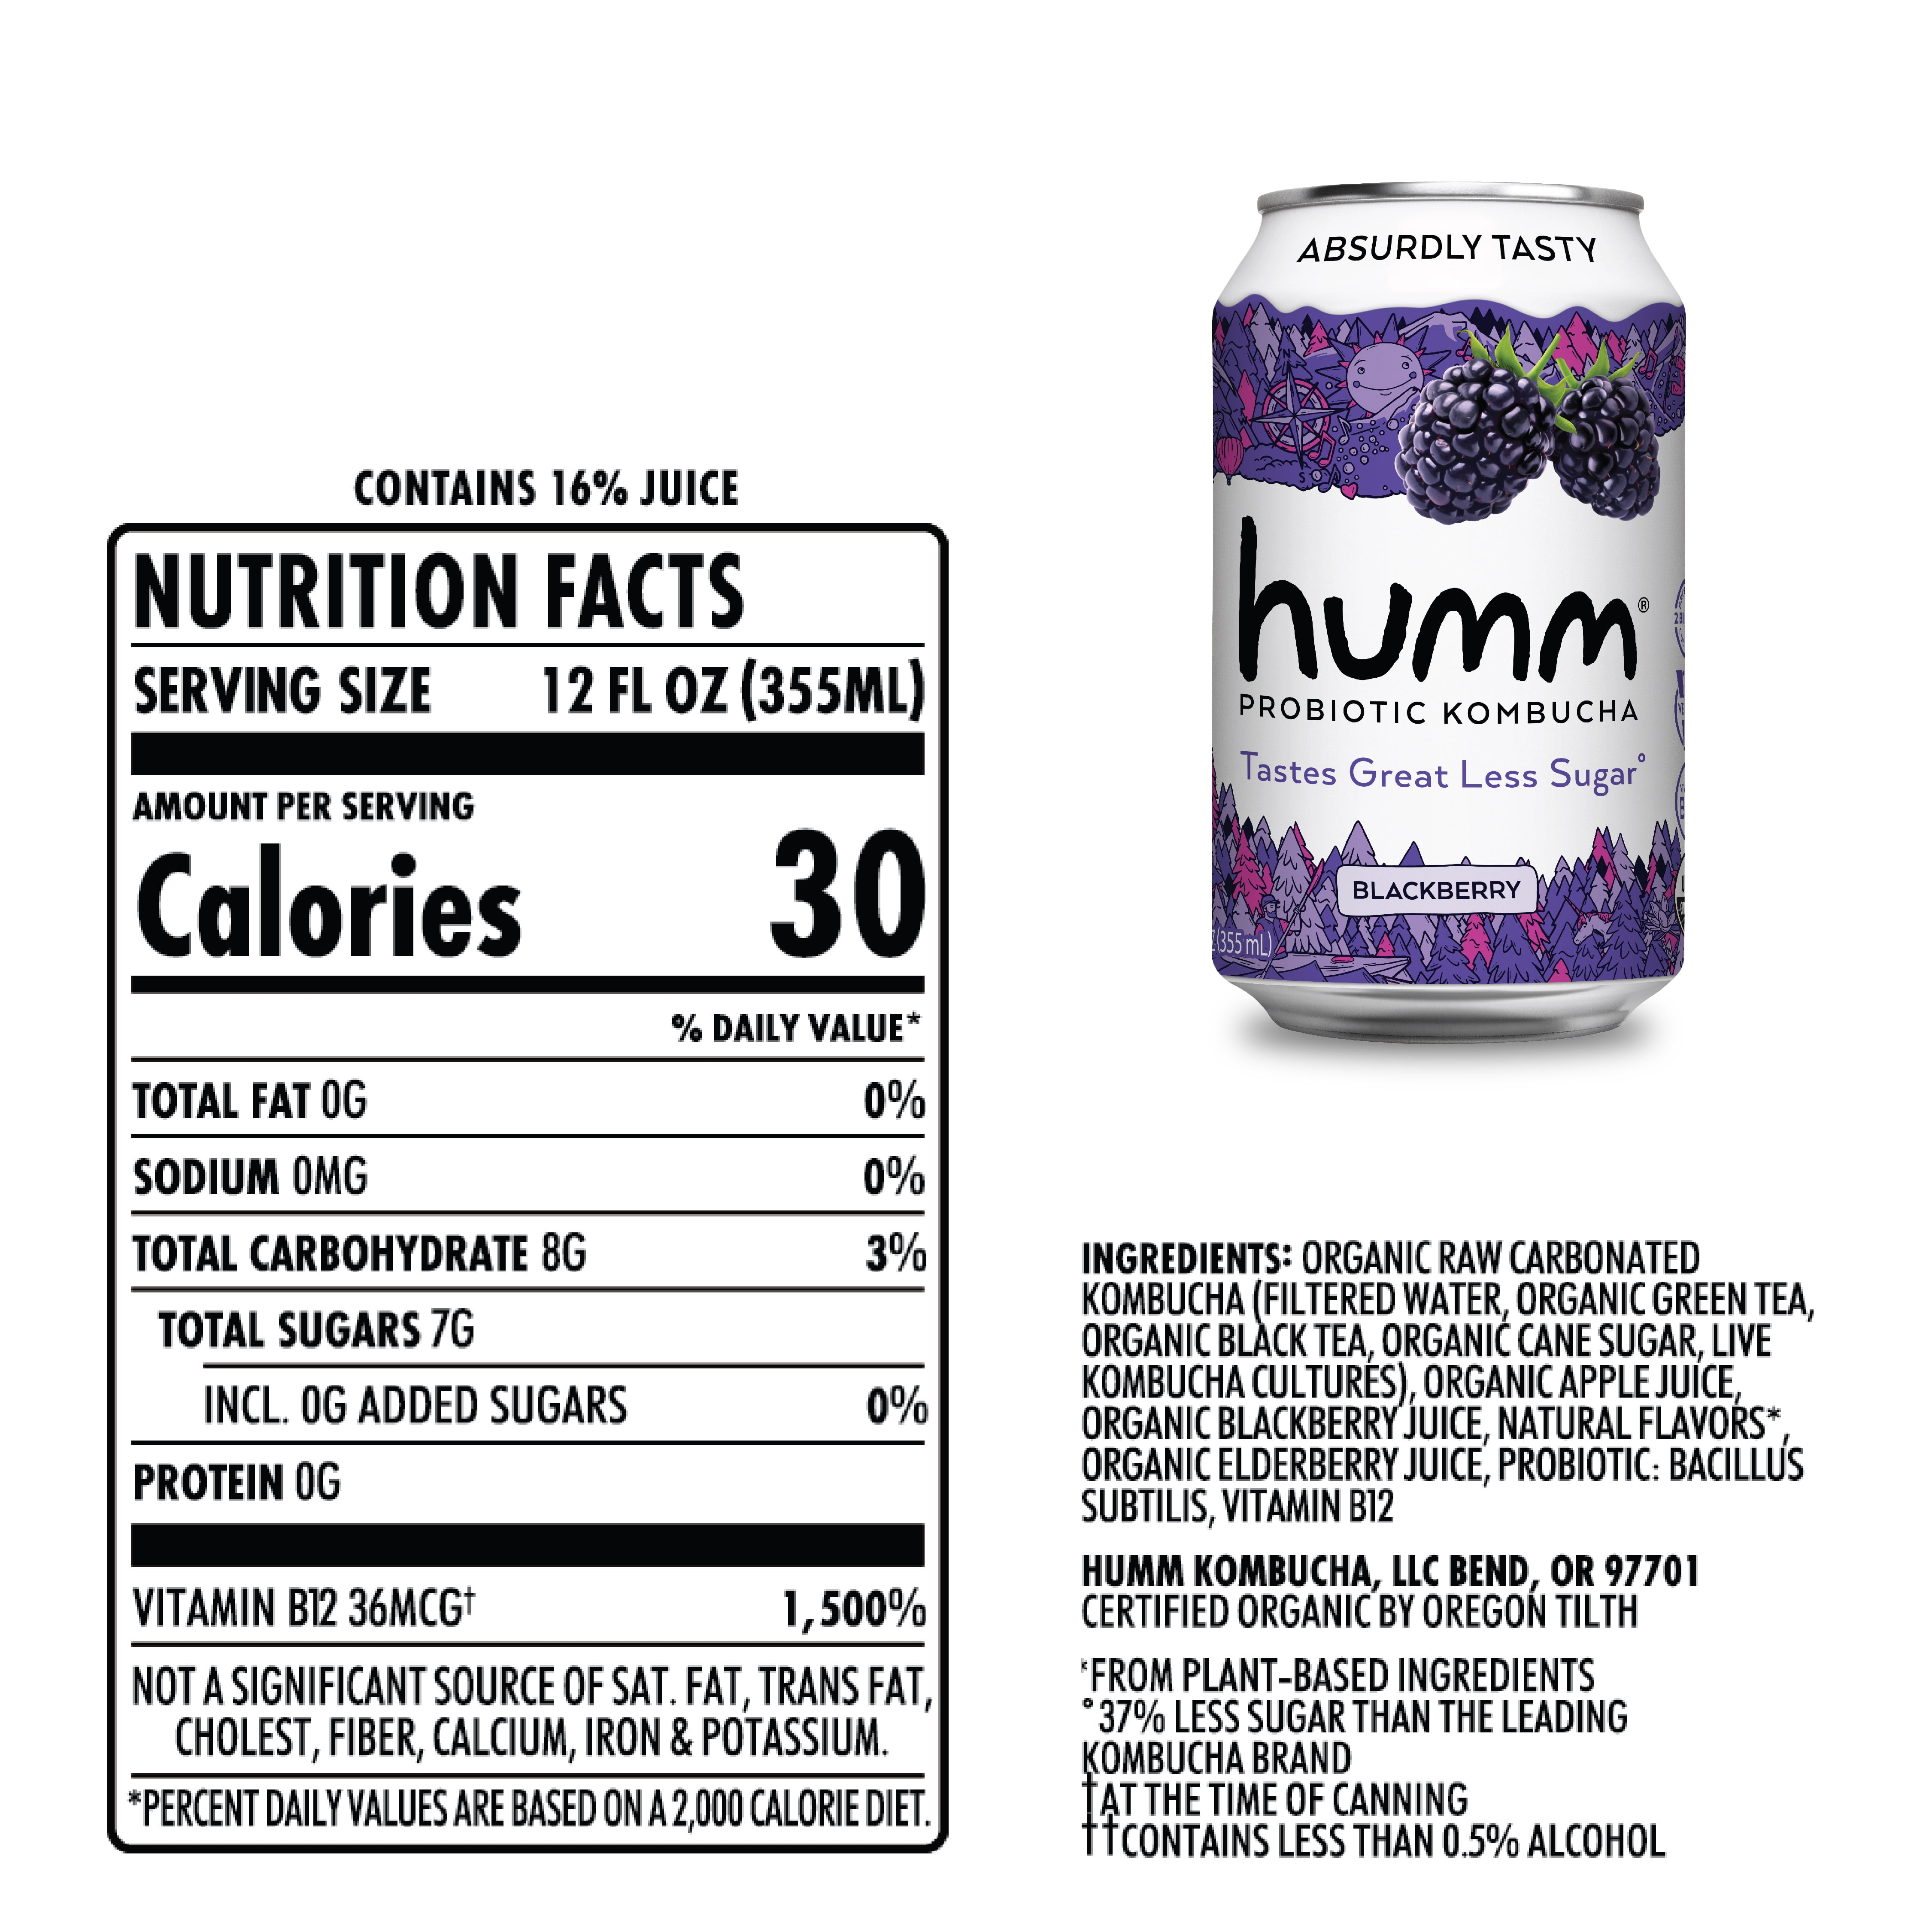 CONTAINS 16% JUICE
NUTRITION FACTS
SERVING SIZE 12 FL OZ (355ML)
AMOUNT PER SERVING
Calories 30
% DAILY VALUE*
TOTAL FAT 0G 0%
SODIUM 0MG 0%
TOTAL CARBOHYDRATE 8G 3%
TOTAL SUGARS 7G
INCL. 0G ADDED SUGARS 0%
PROTEIN 0G
VITAMIN B12 36MCG† 1,500%
NOT A SIGNIFICANT SOURCE OF SAT. FAT, TRANS FAT,
CHOLEST, FIBER, CALCIUM, IRON & POTASSIUM.
*PERCENT DAILY VALUES ARE BASED ON A 2,000 CALORIE DIET.
ABSURDLY TASTY
N
S
humm®
PROBIOTIC KOMBUCHA
Tastes Great Less Sugar°
BLACKBERRY
(355 mL)
INGREDIENTS: ORGANIC RAW CARBONATED
KOMBUCHA (FILTERED WATER, ORGANIC GREEN TEA,
ORGANIC BLACK TEA, ORGANIC CANE SUGAR, LIVE
KOMBUCHA CULTURES), ORGANIC APPLE JUICE,
ORGANIC BLACKBERRY JUICE, NATURAL FLAVORS*,
ORGANIC ELDERBERRY JUICE, PROBIOTIC: BACILLUS
SUBTILIS, VITAMIN B12
HUMM KOMBUCHA, LLC BEND, OR 97701
CERTIFIED ORGANIC BY OREGON TILTH
*FROM PLANT-BASED INGREDIENTS
°37% LESS SUGAR THAN THE LEADING
KOMBUCHA BRAND
†AT THE TIME OF CANNING
††CONTAINS LESS THAN 0.5% ALCOHOL